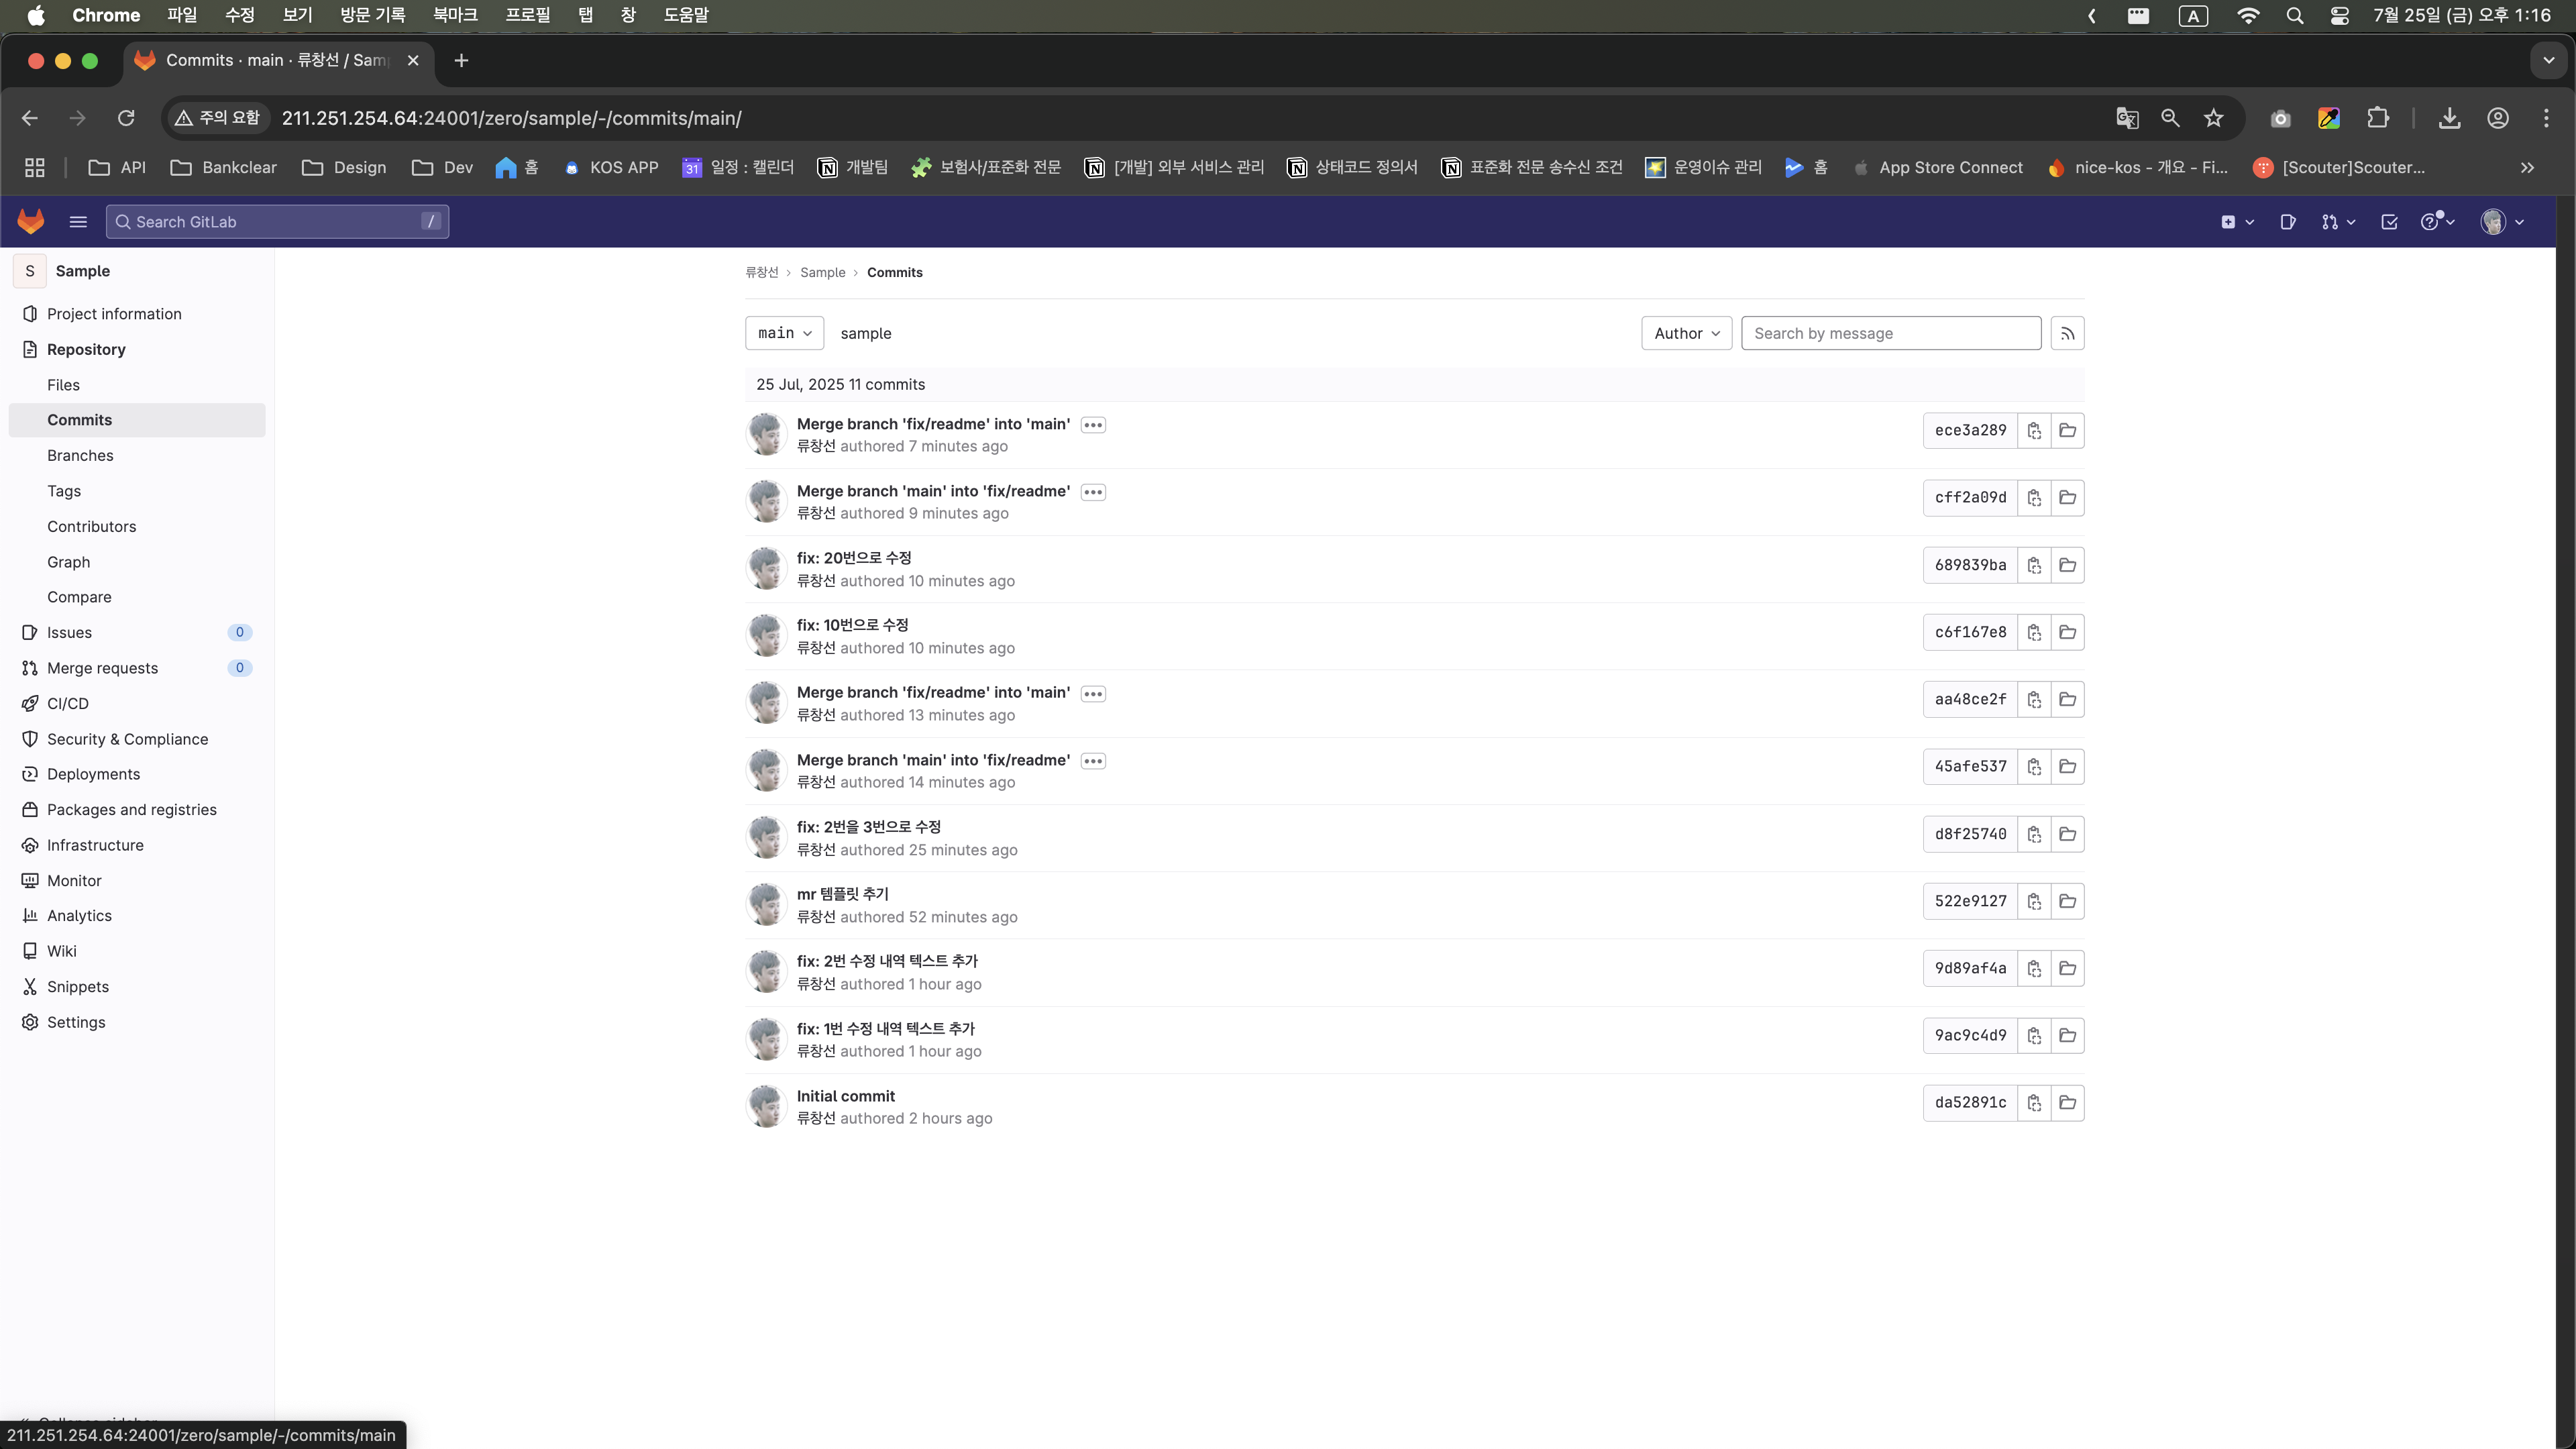 Chrome 파일 수정 보기 방문 기록 북마크 프로필 탭 창 도움말 A 7월 25일 (금) 오후 1:16
Commits · main · 류창선 / Sam
주의 요함 211.251.254.64:24001/zero/sample/-/commits/main/
API Bankclear Design Dev 홈 KOS APP 31 일정 : 캘린더 개발팀 보험사/표준화 전문 [개발] 외부 서비스 관리 상태코드 정의서 표준화 전문 송수신 조건 운영이슈 관리 홈 App Store Connect nice-kos - 개요 - Fi... [Scouter]Scouter...
Search GitLab /
S Sample
Project information
Repository
Files
Commits
Branches
Tags
Contributors
Graph
Compare
Issues 0
Merge requests 0
CI/CD
Security & Compliance
Deployments
Packages and registries
Infrastructure
Monitor
Analytics
Wiki
Snippets
Settings
류창선 > Sample > Commits
main sample Author Search by message
25 Jul, 2025 11 commits
Merge branch 'fix/readme' into 'main' ece3a289
류창선 authored 7 minutes ago
Merge branch 'main' into 'fix/readme' cff2a09d
류창선 authored 9 minutes ago
fix: 20번으로 수정 689839ba
류창선 authored 10 minutes ago
fix: 10번으로 수정 c6f167e8
류창선 authored 10 minutes ago
Merge branch 'fix/readme' into 'main' aa48ce2f
류창선 authored 13 minutes ago
Merge branch 'main' into 'fix/readme' 45afe537
류창선 authored 14 minutes ago
fix: 2번을 3번으로 수정 d8f25740
류창선 authored 25 minutes ago
mr 템플릿 추기 522e9127
류창선 authored 52 minutes ago
fix: 2번 수정 내역 텍스트 추가 9d89af4a
류창선 authored 1 hour ago
fix: 1번 수정 내역 텍스트 추가 9ac9c4d9
류창선 authored 1 hour ago
Initial commit da52891c
류창선 authored 2 hours ago
211.251.254.64:24001/zero/sample/-/commits/main